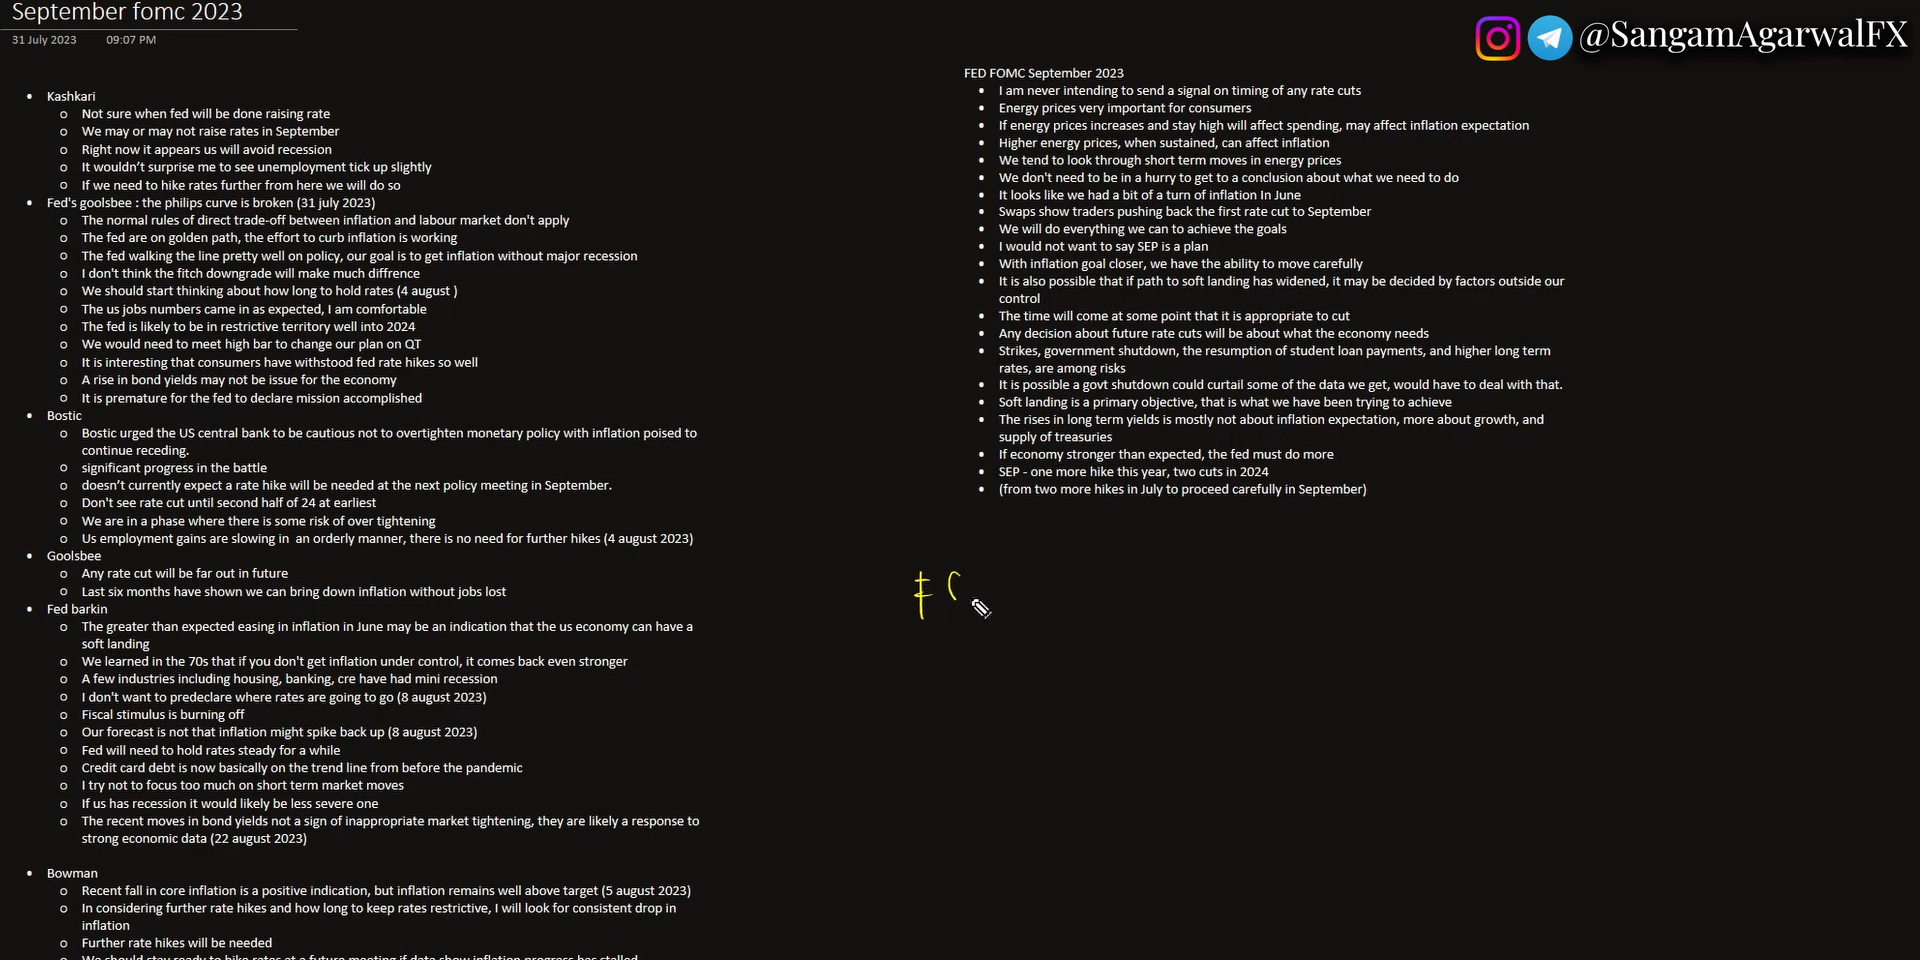 September fomc 2023
31 July 2023 09:07 PM
@SangamAgarwalFX
Kashkari
Not sure when fed will be done raising rate
We may or may not raise rates in September
Right now it appears us will avoid recession
It wouldn't surprise me to see unemployment tick up slightly
If we need to hike rates further from here we will do so
Fed's goolsbee : the philips curve is broken (31 july 2023)
The normal rules of direct trade-off between inflation and labour market don't apply
The fed are on golden path, the effort to curb inflation is working
The fed walking the line pretty well on policy, our goal is to get inflation without major recession
I don't think the fitch downgrade will make much diffrence
We should start thinking about how long to hold rates (4 august )
The us jobs numbers came in as expected, I am comfortable
The fed is likely to be in restrictive territory well into 2024
We would need to meet high bar to change our plan on QT
It is interesting that consumers have withstood fed rate hikes so well
A rise in bond yields may not be issue for the economy
It is premature for the fed to declare mission accomplished
Bostic
Bostic urged the US central bank to be cautious not to overtighten monetary policy with inflation poised to
continue receding.
significant progress in the battle
doesn't currently expect a rate hike will be needed at the next policy meeting in September.
Don't see rate cut until second half of 24 at earliest
We are in a phase where there is some risk of over tightening
Us employment gains are slowing in an orderly manner, there is no need for further hikes (4 august 2023)
Goolsbee
Any rate cut will be far out in future
Last six months have shown we can bring down inflation without jobs lost
Fed barkin
The greater than expected easing in inflation in June may be an indication that the us economy can have a
soft landing
We learned in the 70s that if you don't get inflation under control, it comes back even stronger
A few industries including housing, banking, cre have had mini recession
I don't want to predeclare where rates are going to go (8 august 2023)
Fiscal stimulus is burning off
Our forecast is not that inflation might spike back up (8 august 2023)
Fed will need to hold rates steady for a while
Credit card debt is now basically on the trend line from before the pandemic
I try not to focus too much on short term market moves
If us has recession it would likely be less severe one
The recent moves in bond yields not a sign of inappropriate market tightening, they are likely a response to
strong economic data (22 august 2023)
Bowman
Recent fall in core inflation is a positive indication, but inflation remains well above target (5 august 2023)
In considering further rate hikes and how long to keep rates restrictive, I will look for consistent drop in
inflation
Further rate hikes will be needed
We should stay ready to hike rates at a future meeting if data show inflation progress has stalled
FED FOMC September 2023
I am never intending to send a signal on timing of any rate cuts
Energy prices very important for consumers
If energy prices increases and stay high will affect spending, may affect inflation expectation
Higher energy prices, when sustained, can affect inflation
We tend to look through short term moves in energy prices
We don't need to be in a hurry to get to a conclusion about what we need to do
It looks like we had a bit of a turn of inflation In June
Swaps show traders pushing back the first rate cut to September
We will do everything we can to achieve the goals
I would not want to say SEP is a plan
With inflation goal closer, we have the ability to move carefully
It is also possible that if path to soft landing has widened, it may be decided by factors outside our
control
The time will come at some point that it is appropriate to cut
Any decision about future rate cuts will be about what the economy needs
Strikes, government shutdown, the resumption of student loan payments, and higher long term
rates, are among risks
It is possible a govt shutdown could curtail some of the data we get, would have to deal with that.
Soft landing is a primary objective, that is what we have been trying to achieve
The rises in long term yields is mostly not about inflation expectation, more about growth, and
supply of treasuries
If economy stronger than expected, the fed must do more
SEP - one more hike this year, two cuts in 2024
(from two more hikes in July to proceed carefully in September)